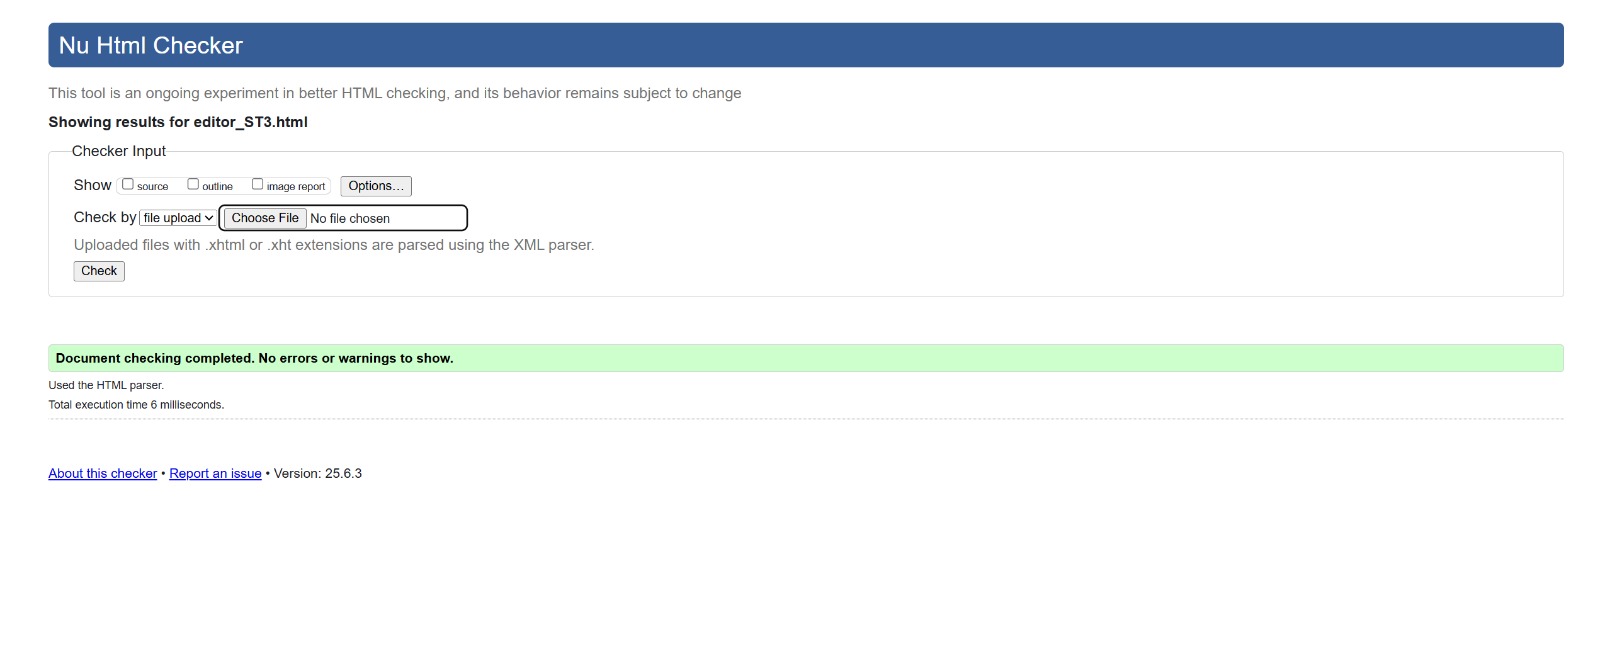 Nu Html Checker
This tool is an ongoing experiment in better HTML checking, and its behavior remains subject to change
Showing results for editor_ST3.html
Checker Input
Show source outline image report Options...
Check by file upload Choose File No file chosen
Uploaded files with .xhtml or .xht extensions are parsed using the XML parser.
Check
Document checking completed. No errors or warnings to show.
Used the HTML parser.
Total execution time 6 milliseconds.
About this checker • Report an issue • Version: 25.6.3